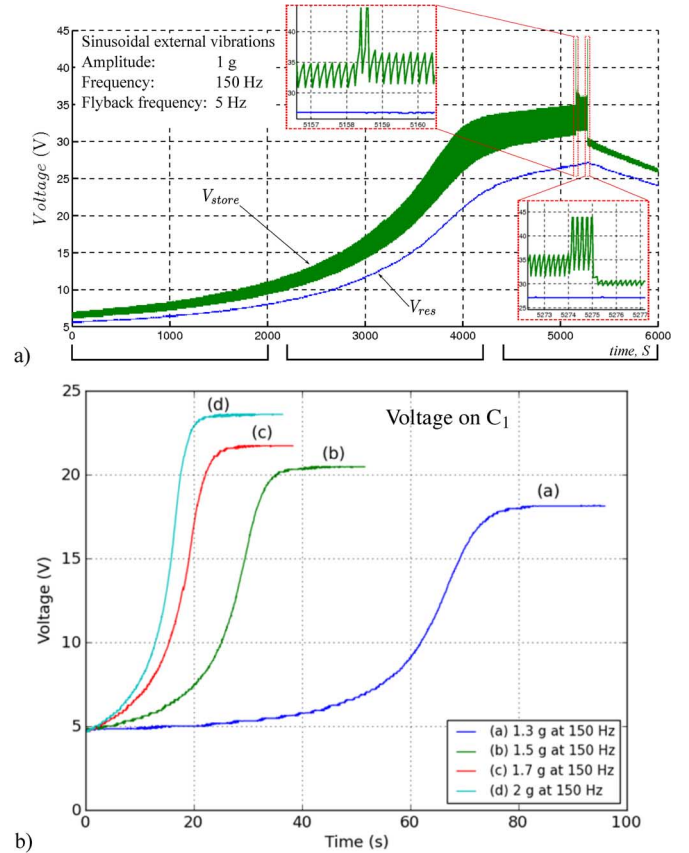 a)
Voltage (V)
45
40
35
30
25
20
15
10
5
0
1000
2000
3000
4000
5000
6000
time, S
Sinusoidal external vibrations
Amplitude: 1 g
Frequency: 150 Hz
Flyback frequency: 5 Hz
V_store
V_res
40
35
30
5157 5158 5159 5160
45
40
35
30
25
5273 5274 5275 5276 5277
b)
Voltage on C₁
Voltage (V)
25
20
15
10
5
0
0 20 40 60 80 100
Time (s)
(d)
(c)
(b)
(a)
(a) 1.3 g at 150 Hz
(b) 1.5 g at 150 Hz
(c) 1.7 g at 150 Hz
(d) 2 g at 150 Hz